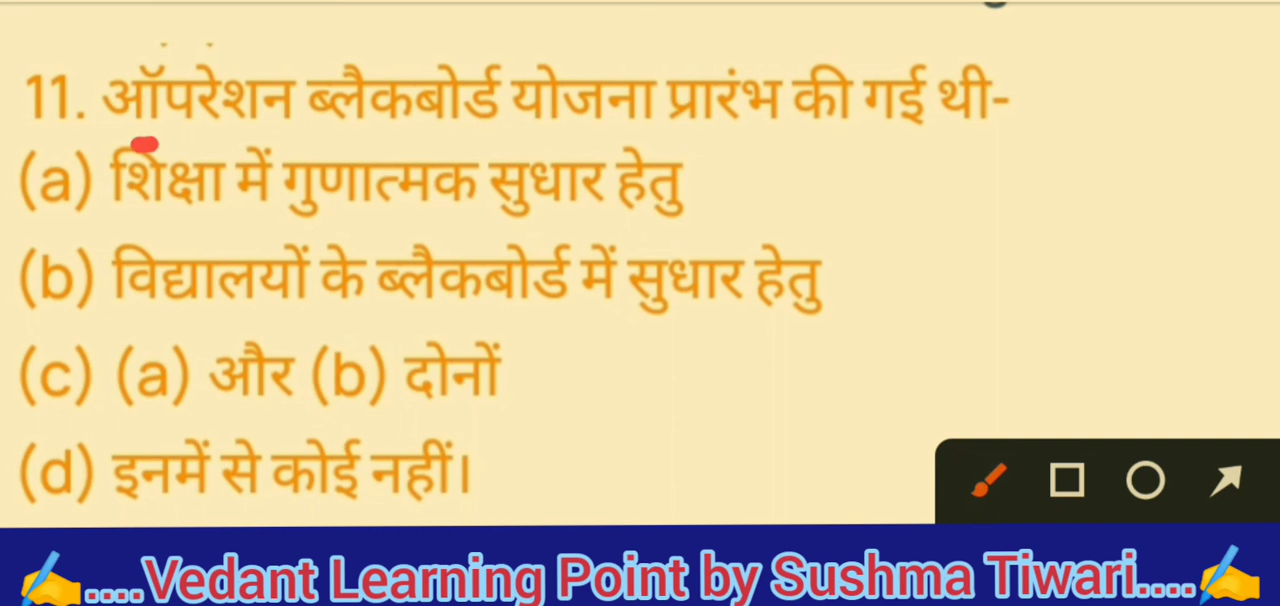 11. ऑपरेशन ब्लैकबोर्ड योजना प्रारंभ की गई थी-
(a) शिक्षा में गुणात्मक सुधार हेतु
(b) विद्यालयों के ब्लैकबोर्ड में सुधार हेतु
(c) (a) और (b) दोनों
(d) इनमें से कोई नहीं।
✍️....Vedant Learning Point by Sushma Tiwari....✍️